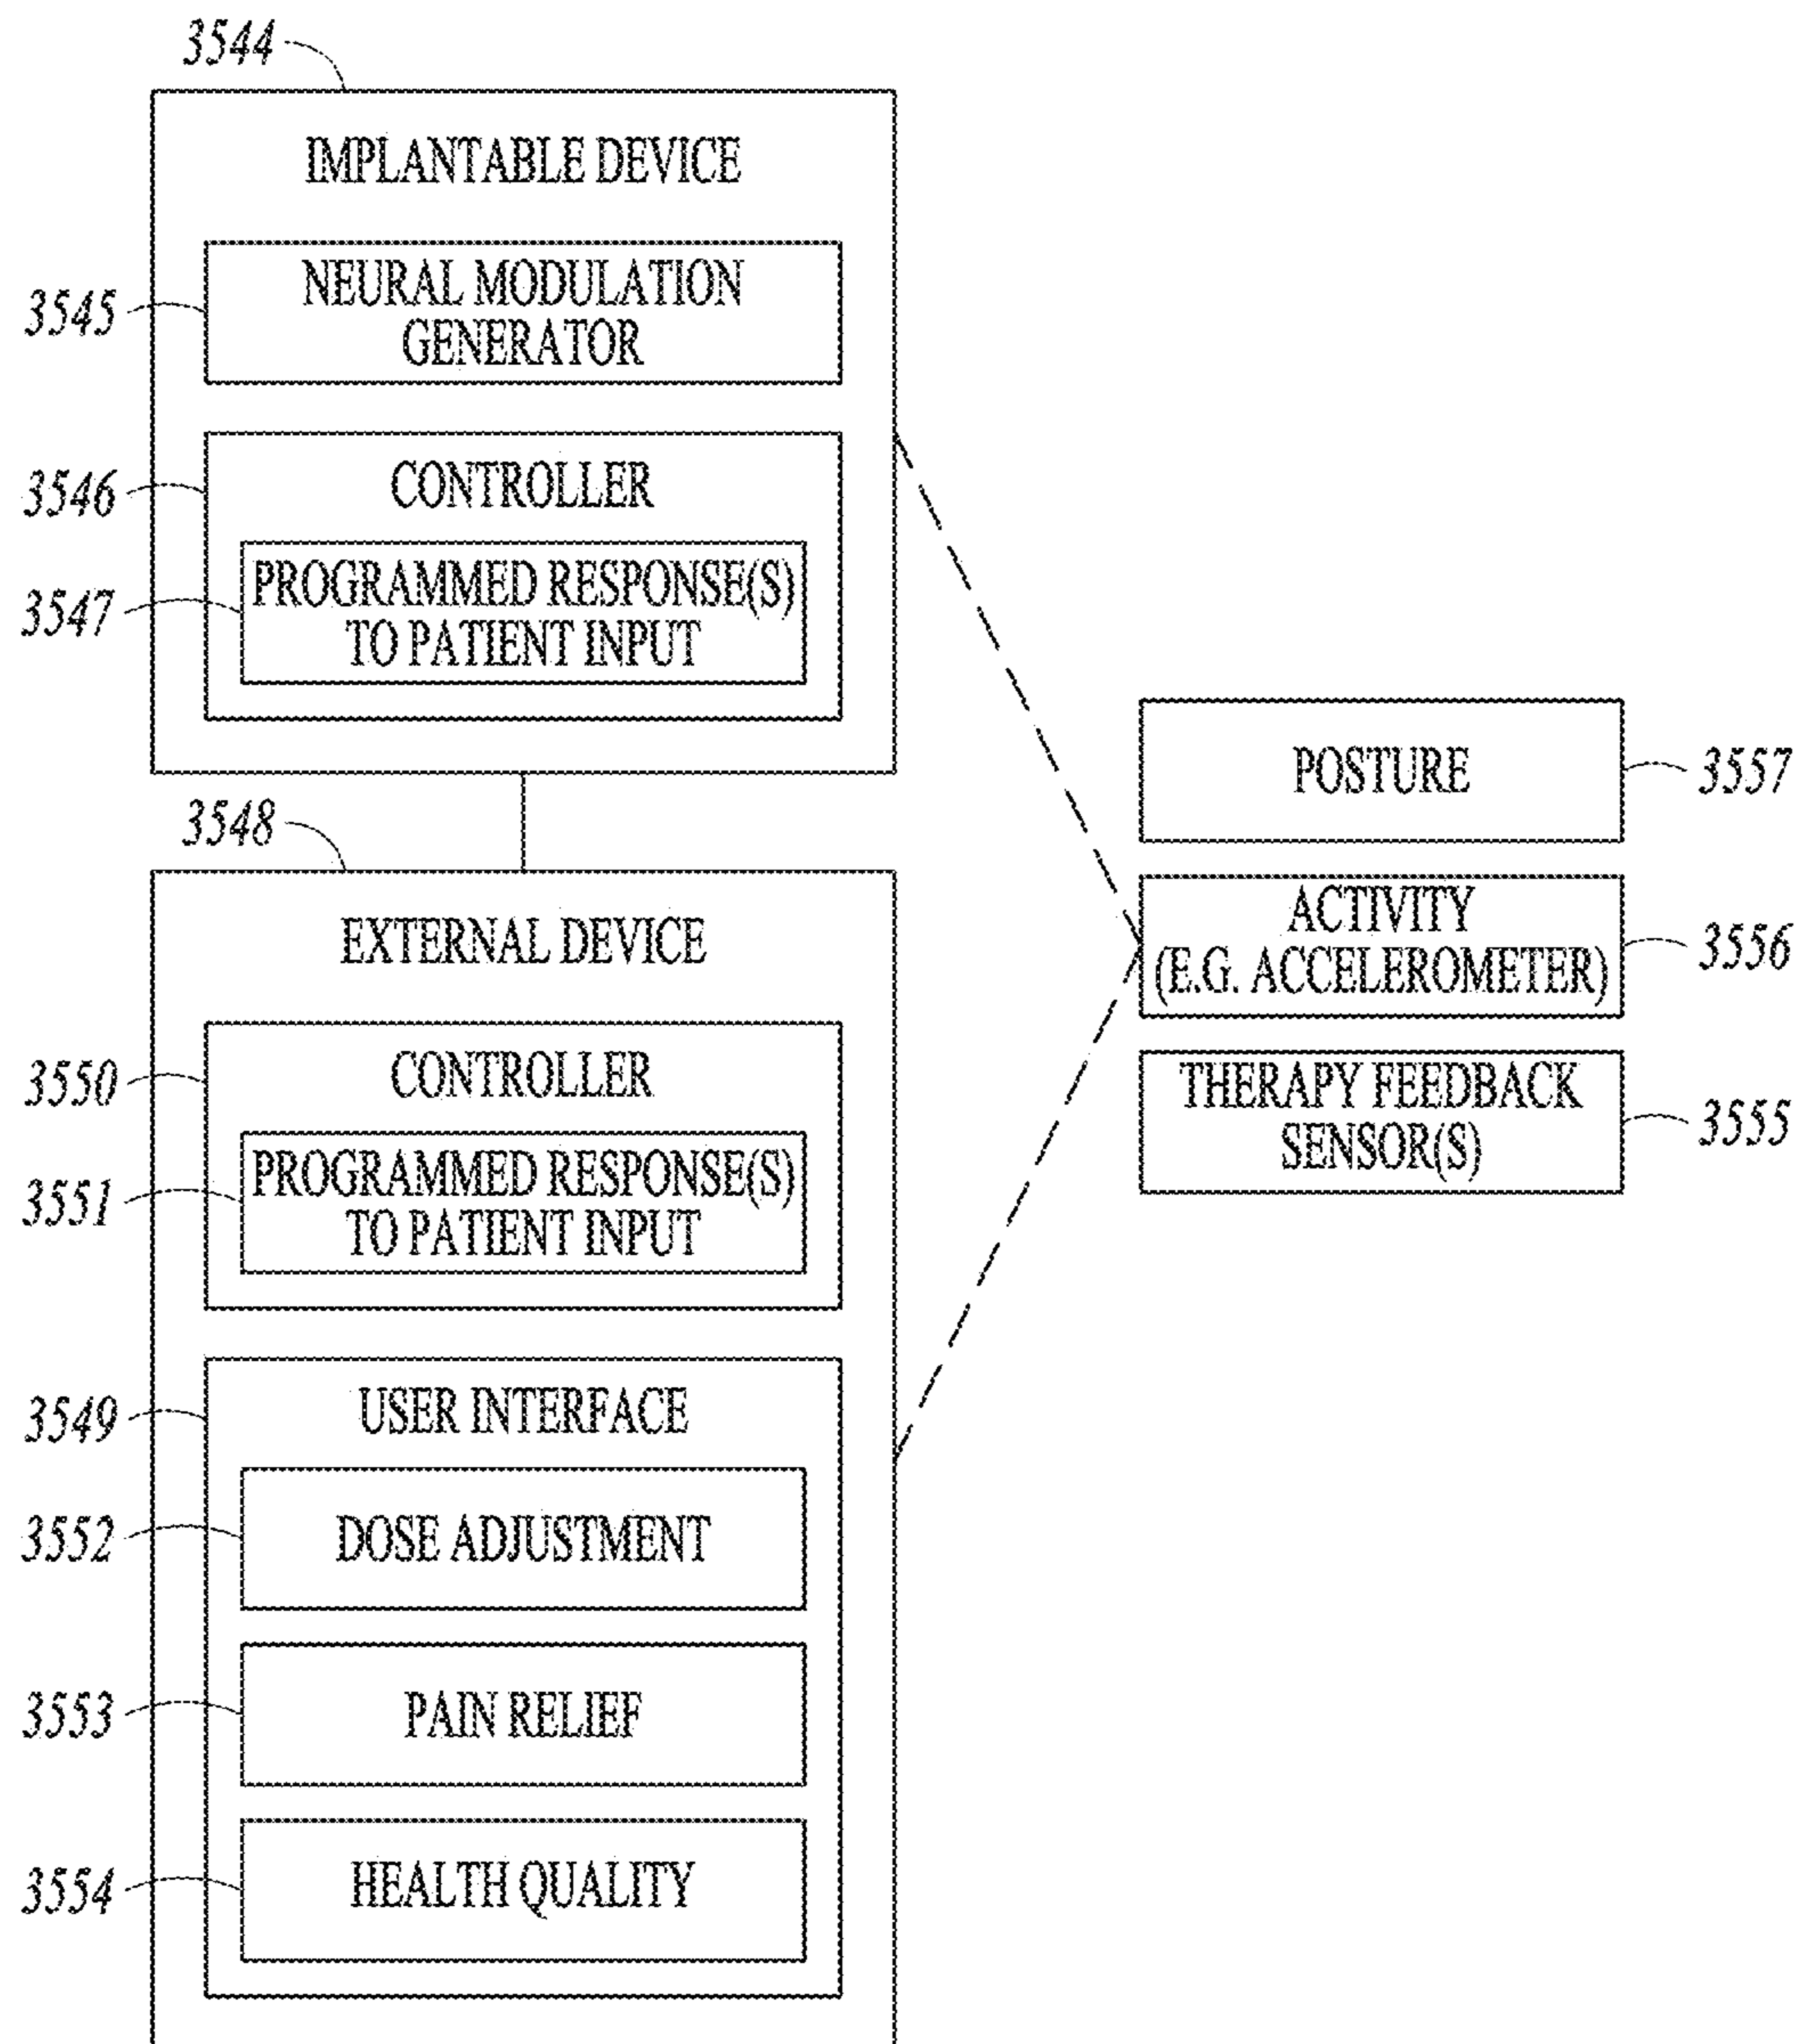 3544
IMPLANTABLE DEVICE
3545
NEURAL MODULATION
GENERATOR
3546
CONTROLLER
3547
PROGRAMMED RESPONSE(S)
TO PATIENT INPUT
3548
EXTERNAL DEVICE
3550
CONTROLLER
3551
PROGRAMMED RESPONSE(S)
TO PATIENT INPUT
3549
USER INTERFACE
3552
DOSE ADJUSTMENT
3553
PAIN RELIEF
3554
HEALTH QUALITY
POSTURE
3557
ACTIVITY
(E.G. ACCELEROMETER)
3556
THERAPY FEEDBACK
SENSOR(S)
3555